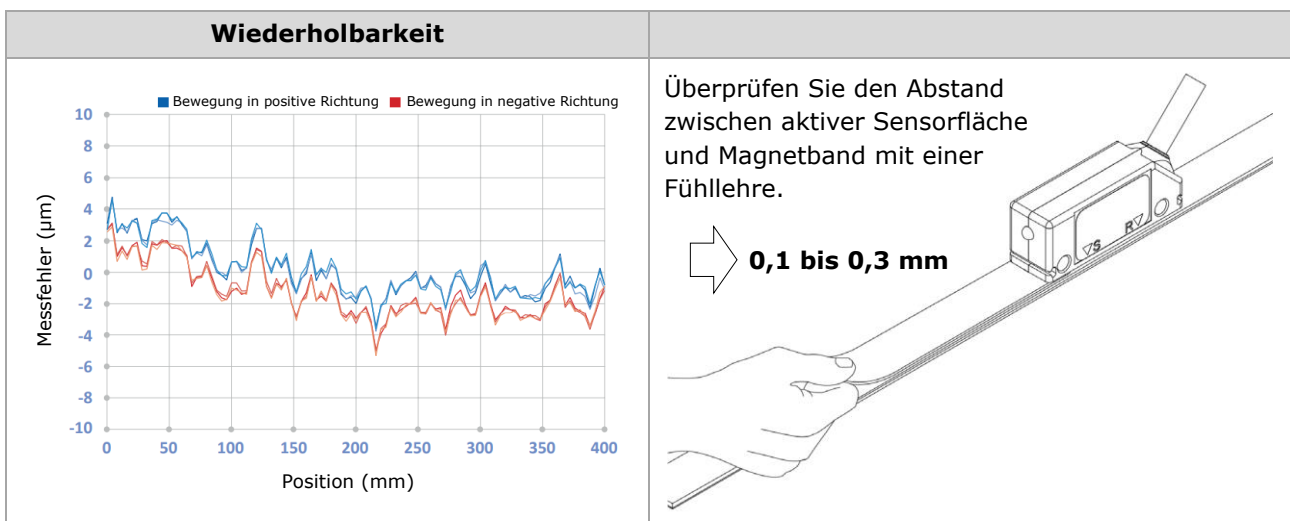 Wiederholbarkeit
Bewegung in positive Richtung Bewegung in negative Richtung
10
8
6
4
2
0
-2
-4
-6
-8
-10
0 50 100 150 200 250 300 350 400
Messfehler (µm)
Position (mm)
Überprüfen Sie den Abstand
zwischen aktiver Sensorfläche
und Magnetband mit einer
Fühllehre.
0,1 bis 0,3 mm
S
R
S